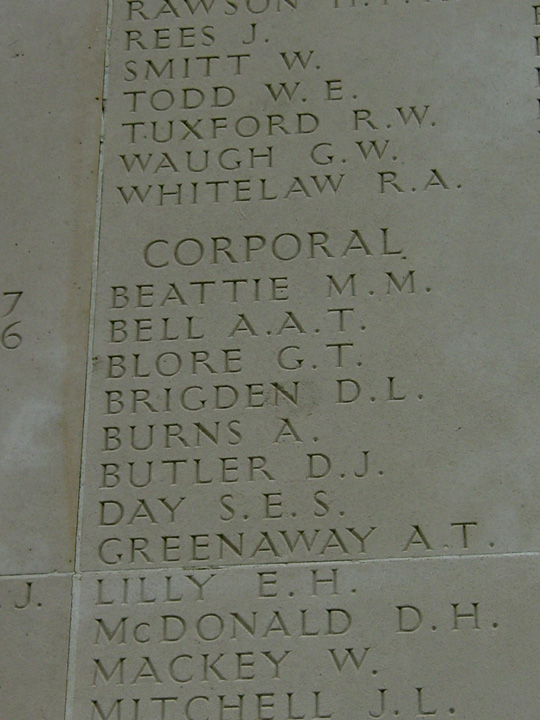 RAWSON
REES J.
SMITT W.
TODD W. E.
TUXFORD R.W.
WAUGH G.W.
WHITELAW R.A.
CORPORAL
7
BEATTIE M.M.
6
BELL A.A.T.
BLORE G.T.
BRIGDEN D.L.
BURNS A.
BUTLER D.J.
DAY S.E.S.
GREENAWAY A.T.
.J.
LILLY E.H.
McDONALD D.H.
MACKEY W.
MITCHELL J.L.